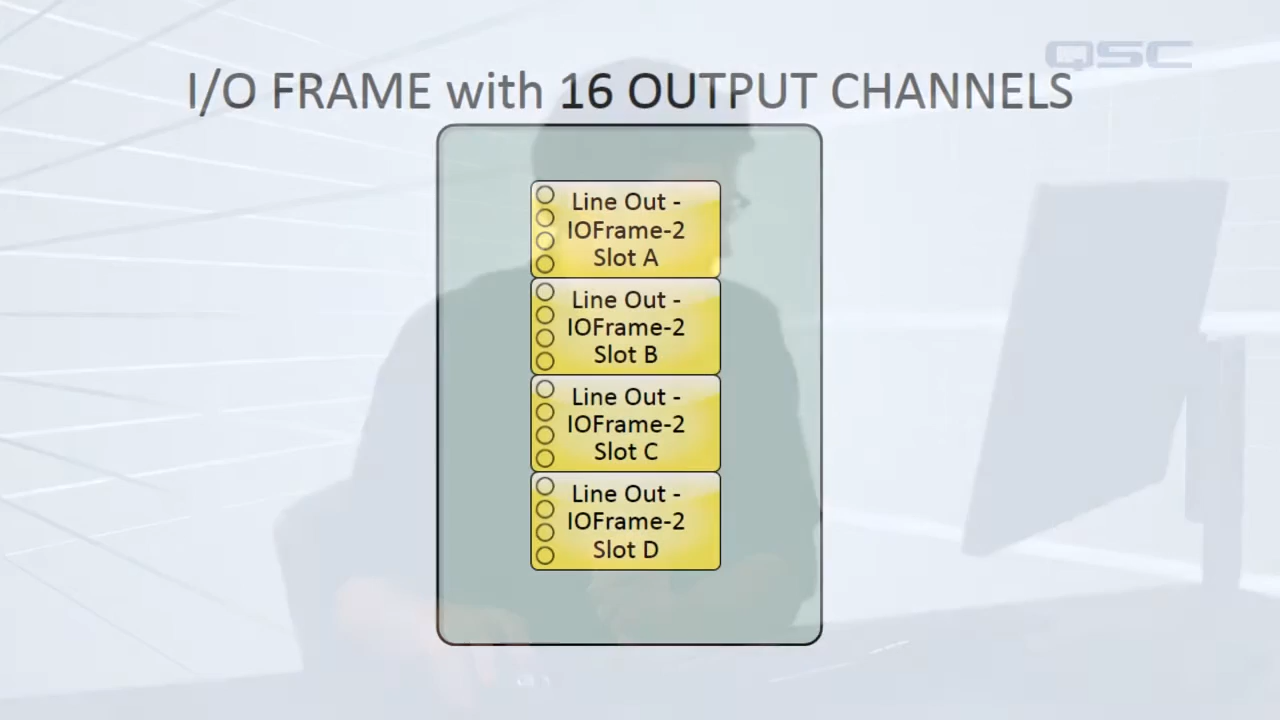 QSC
I/O FRAME with 16 OUTPUT CHANNELS
Line Out -
IOFrame-2
Slot A
Line Out -
IOFrame-2
Slot B
Line Out -
IOFrame-2
Slot C
Line Out -
IOFrame-2
Slot D